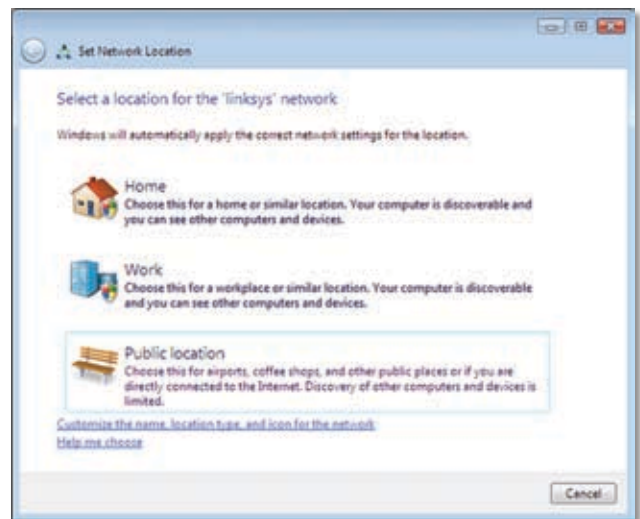 Set Network Location
Select a location for the 'linksys' network
Windows will automatically apply the correct network settings for the location.
Home
Choose this for a home or similar location. Your computer is discoverable and
you can see other computers and devices.
Work
Choose this for a workplace or similar location. Your computer is discoverable
and you can see other computers and devices.
Public location
Choose this for airports, coffee shops, and other public places or if you are
directly connected to the Internet. Discovery of other computers and devices is
limited.
Customize the name, location type, and icon for the network
Help me choose
Cancel